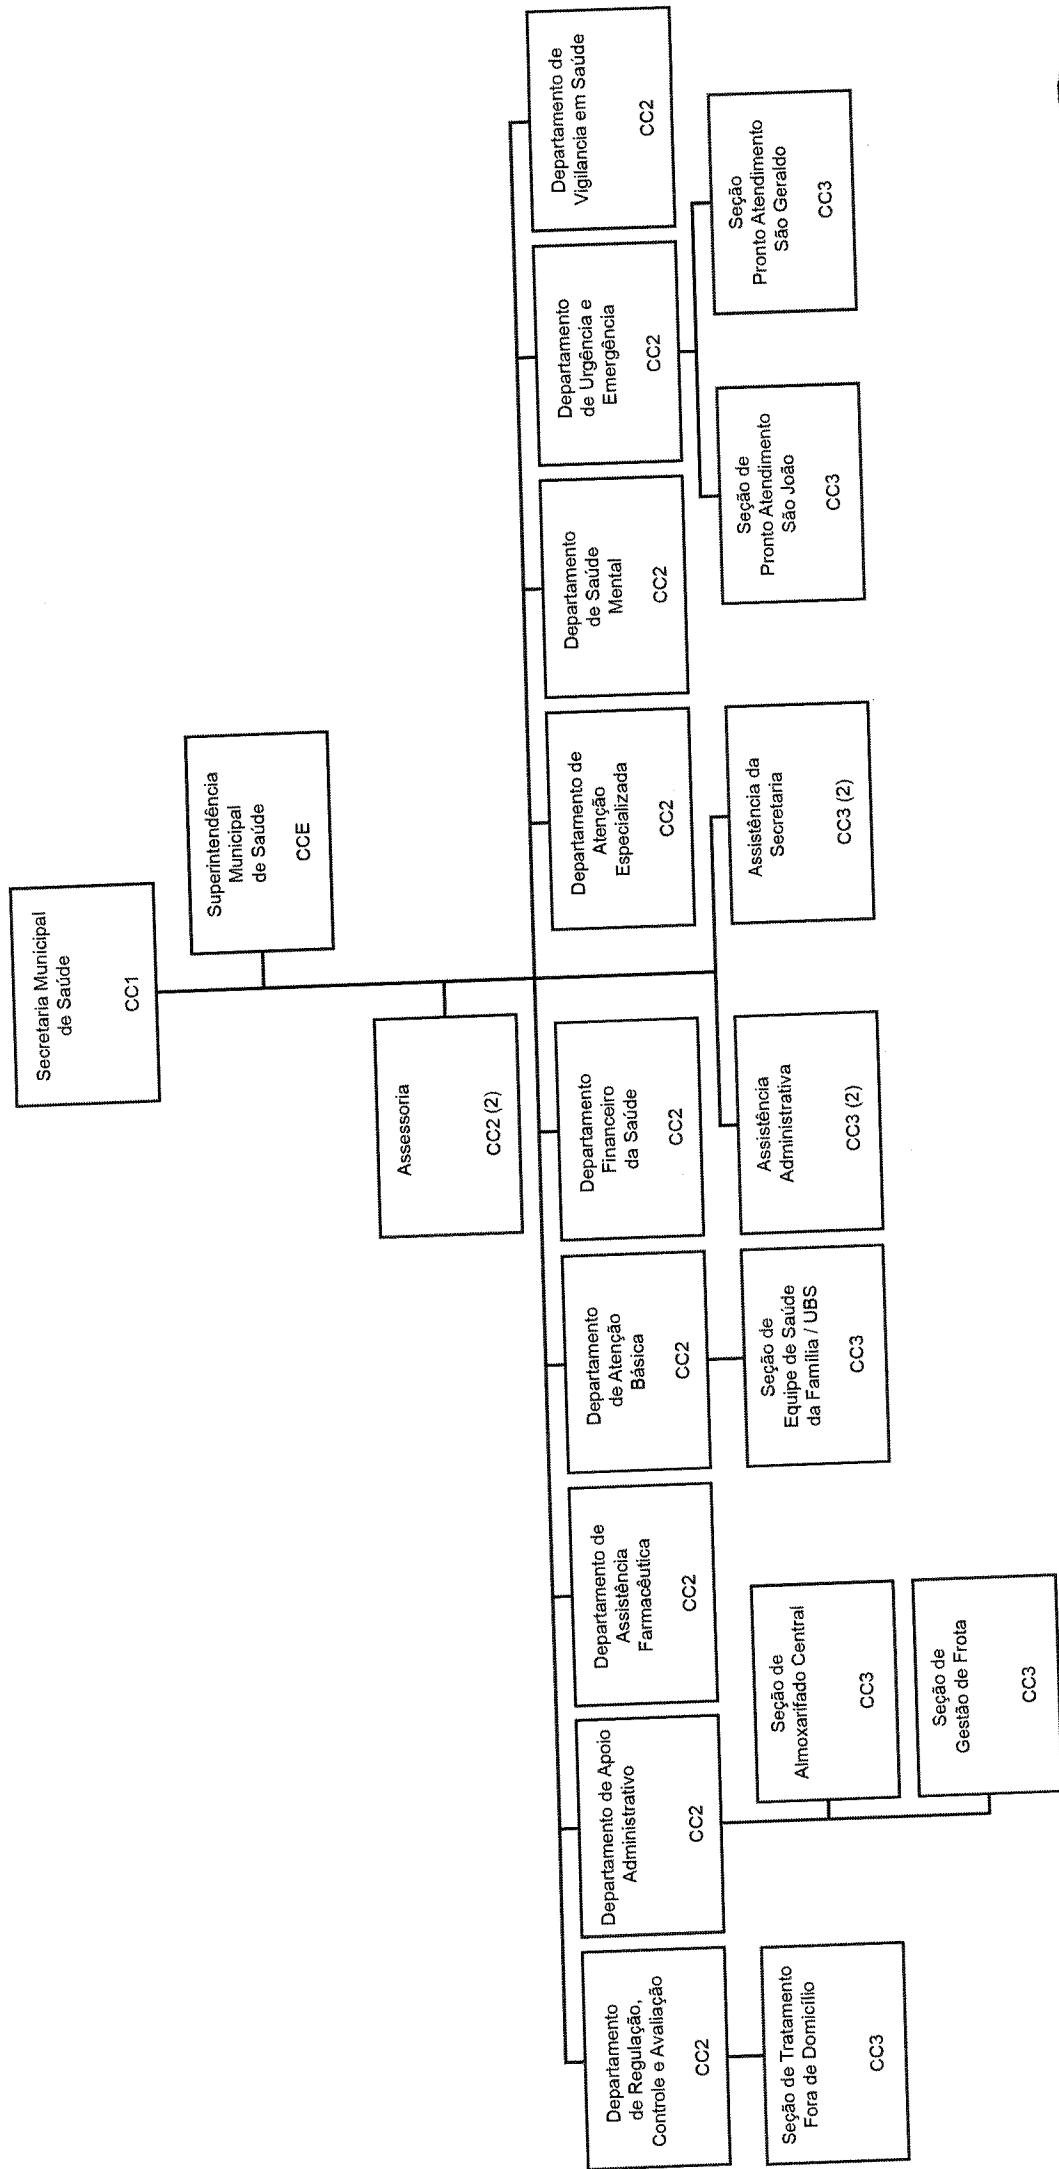 Secretaria Municipal
de Saúde
CC1
Superintendência
Municipal
de Saúde
CCE
Assessoria
CC2 (2)
Departamento
de Regulação,
Controle e Avaliação
CC2
Departamento de Apoio
Administrativo
CC2
Departamento de
Assistência
Farmacêutica
CC2
Departamento
de Atenção
Básica
CC2
Departamento
Financeiro
da Saúde
CC2
Departamento de
Atenção
Especializada
CC2
Departamento
de Saúde
Mental
CC2
Departamento
de Urgência e
Emergência
CC2
Departamento de
Vigilancia em Saúde
CC2
Seção de Tratamento
Fora de Domicílio
CC3
Seção de
Almoxarifado Central
CC3
Seção de
Gestão de Frota
CC3
Seção de
Equipe de Saúde
da Família / UBS
CC3
Assistência
Administrativa
CC3 (2)
Assistência da
Secretaria
CC3 (2)
Seção de
Pronto Atendimento
São João
CC3
Seção
Pronto Atendimento
São Geraldo
CC3